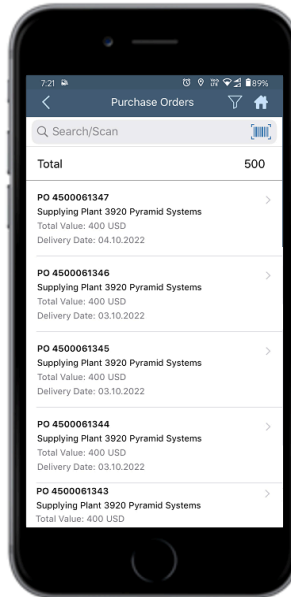 7:21 89%
Purchase Orders
Search/Scan
Total 500
PO 4500061347
Supplying Plant 3920 Pyramid Systems
Total Value: 400 USD
Delivery Date: 04.10.2022
PO 4500061346
Supplying Plant 3920 Pyramid Systems
Total Value: 400 USD
Delivery Date: 03.10.2022
PO 4500061345
Supplying Plant 3920 Pyramid Systems
Total Value: 400 USD
Delivery Date: 03.10.2022
PO 4500061344
Supplying Plant 3920 Pyramid Systems
Total Value: 400 USD
Delivery Date: 03.10.2022
PO 4500061343
Supplying Plant 3920 Pyramid Systems
Total Value: 400 USD